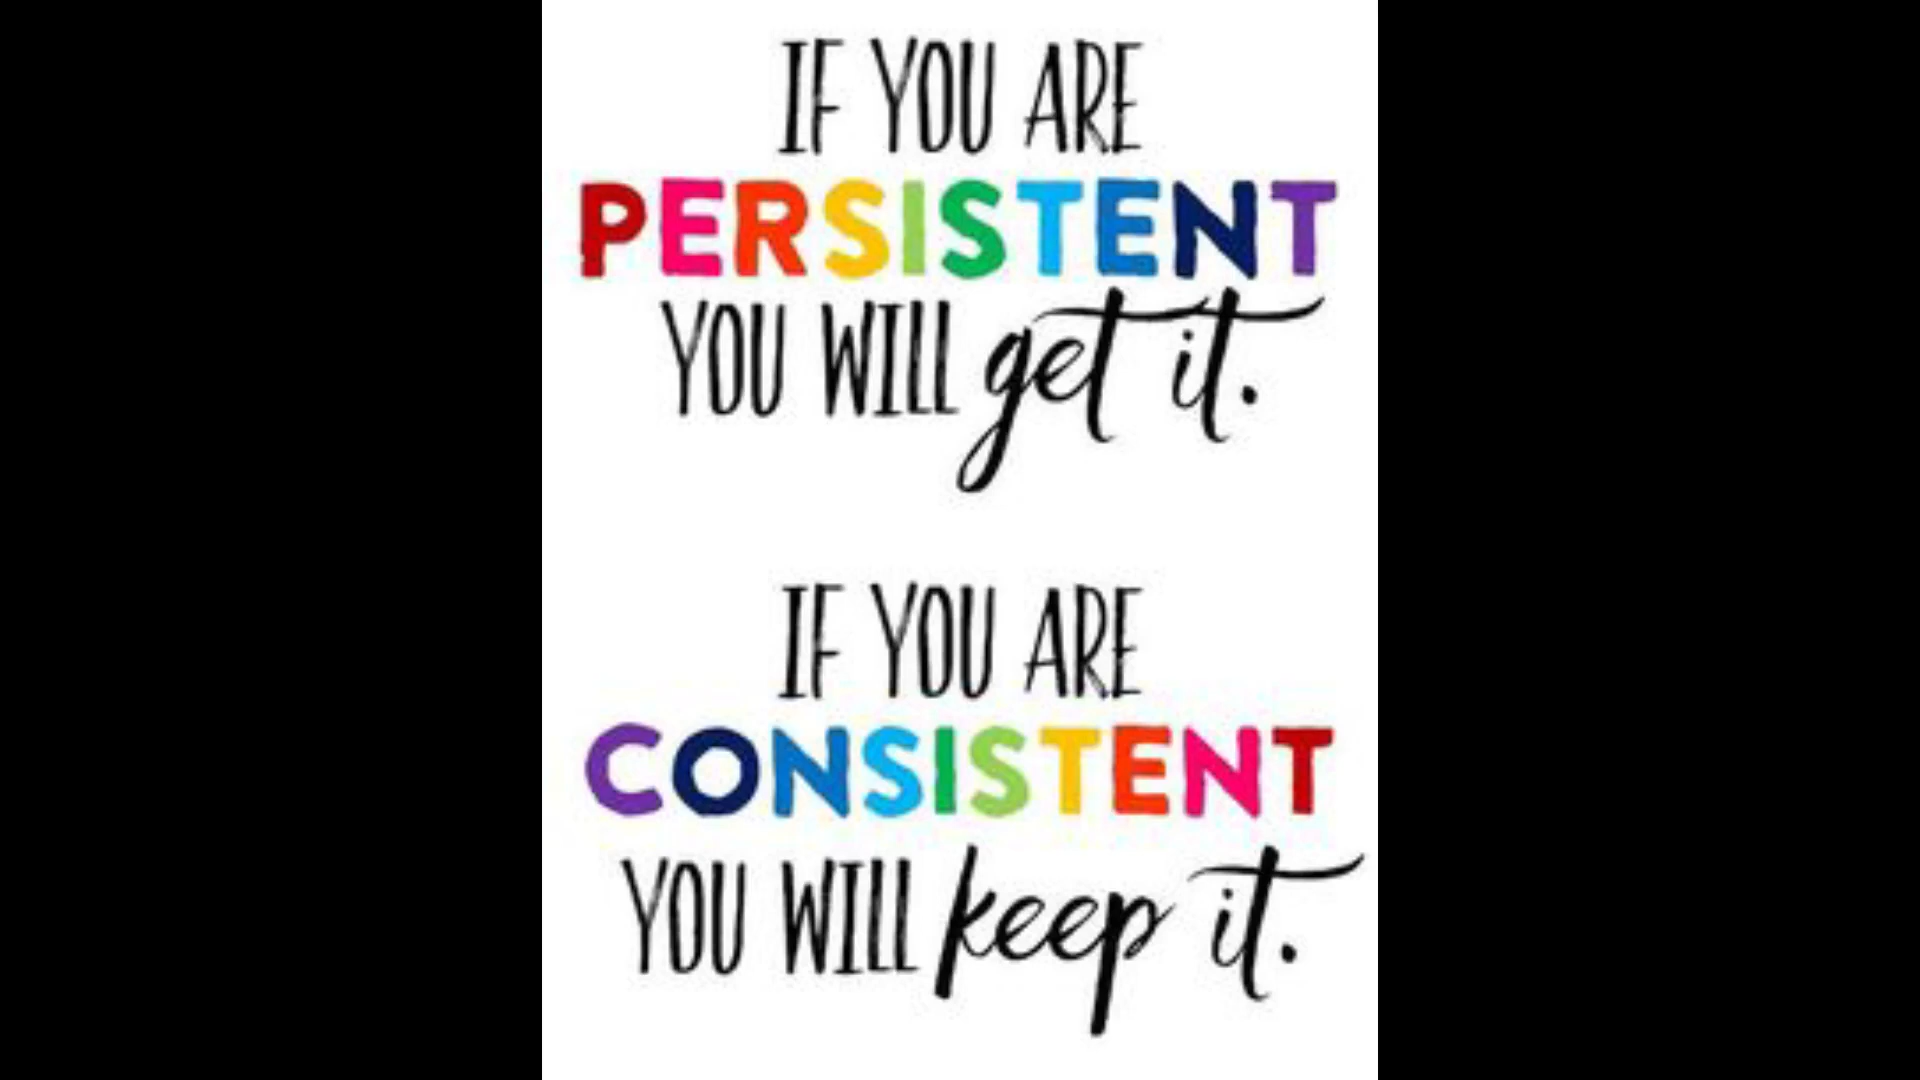 IF YOU ARE
PERSISTENT
YOU WILL get it.
IF YOU ARE
CONSISTENT
YOU WILL keep it.